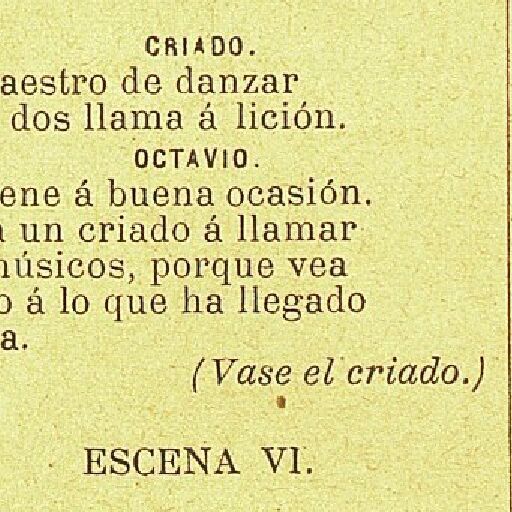 CRIADO.
aestro de danzar
dos llama á lición.
OCTAVIO.
ene á buena ocasión.
un criado á llamar
músicos, porque vea
o á lo que ha llegado
a.
(Vase el criado.)
ESCENA VI.